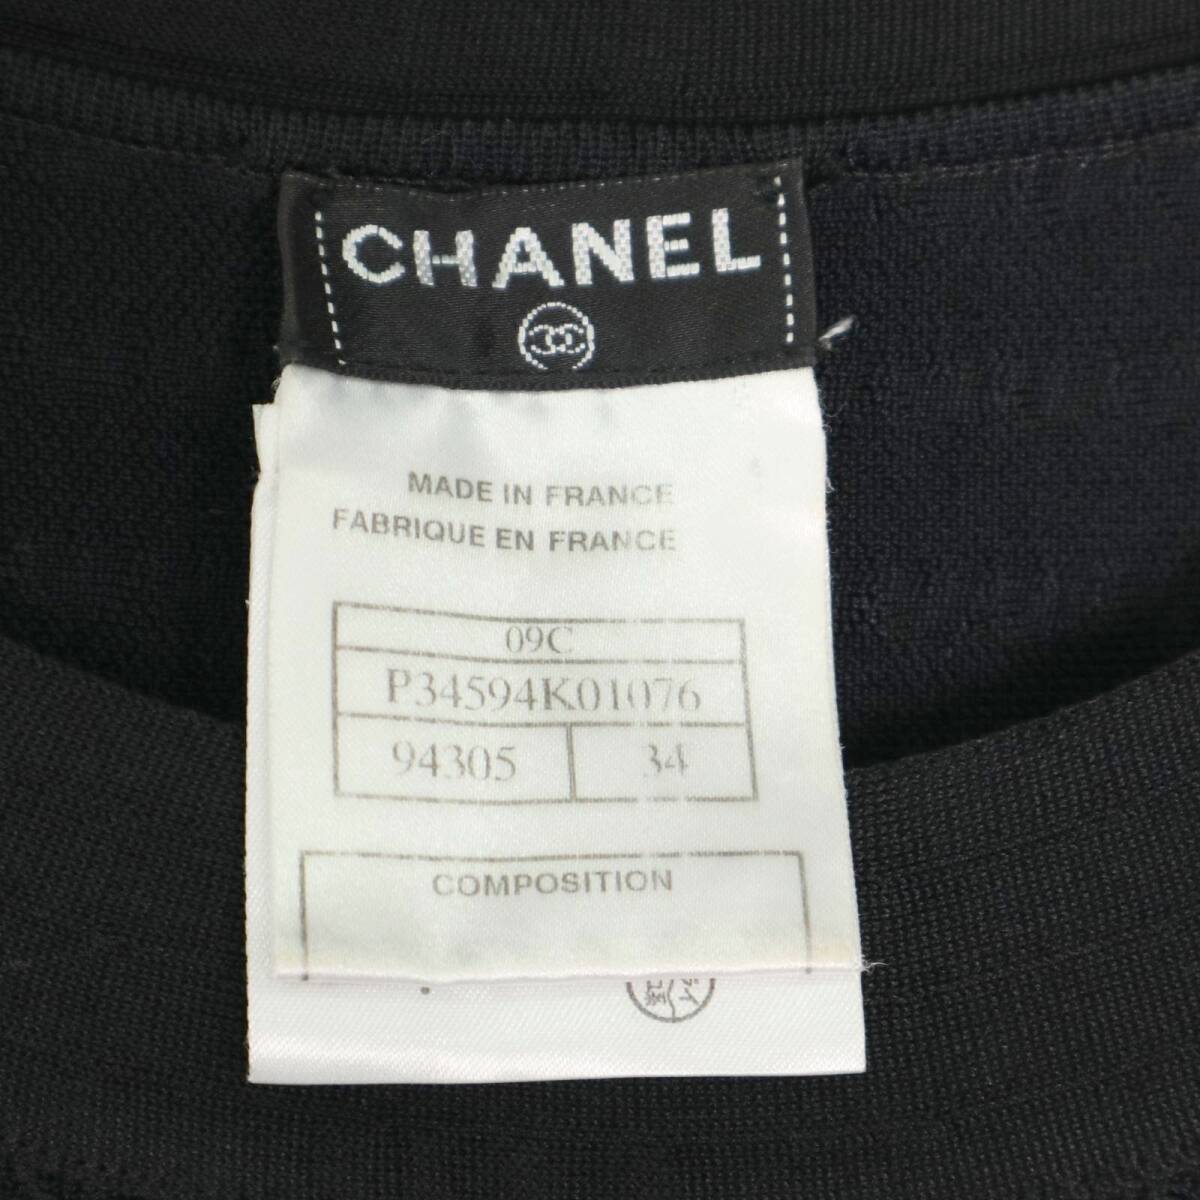 CHANEL
MADE IN FRANCE
FABRIQUE EN FRANCE
09C
P34594K01076
94305 34
COMPOSITION